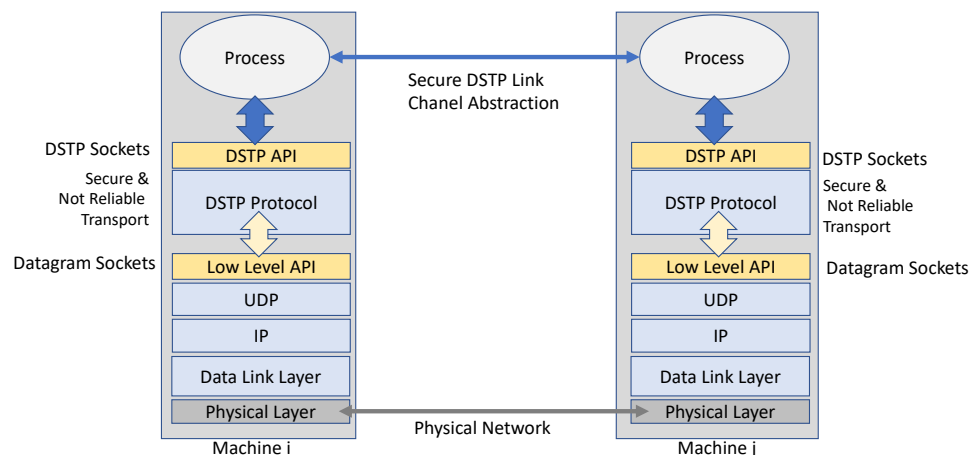 Process
Process
Secure DSTP Link
Chanel Abstraction
DSTP Sockets
DSTP API
DSTP API
DSTP Sockets
Secure &
Not Reliable
Transport
DSTP Protocol
DSTP Protocol
Secure &
Not Reliable
Transport
Datagram Sockets
Low Level API
Low Level API
Datagram Sockets
UDP
UDP
IP
IP
Data Link Layer
Data Link Layer
Physical Layer
Physical Network
Physical Layer
Machine i
Machine j